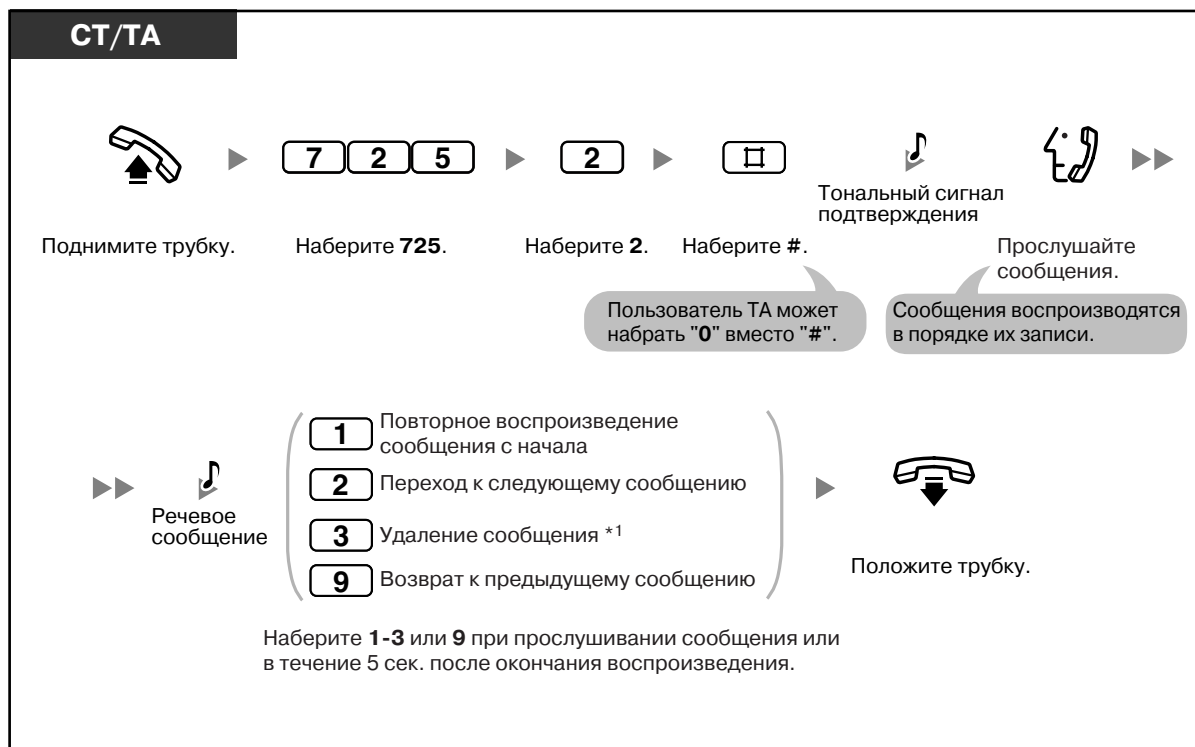 СТ/ТА
7 2 5
2
#
Тональный сигнал
подтверждения
Поднимите трубку.
Наберите 725.
Наберите 2.
Наберите #.
Прослушайте
сообщения.
Пользователь ТА может
набрать "0" вместо "#".
Сообщения воспроизводятся
в порядке их записи.
Речевое
сообщение
1 Повторное воспроизведение
сообщения с начала
2 Переход к следующему сообщению
3 Удаление сообщения *1
9 Возврат к предыдущему сообщению
Положите трубку.
Наберите 1-3 или 9 при прослушивании сообщения или
в течение 5 сек. после окончания воспроизведения.